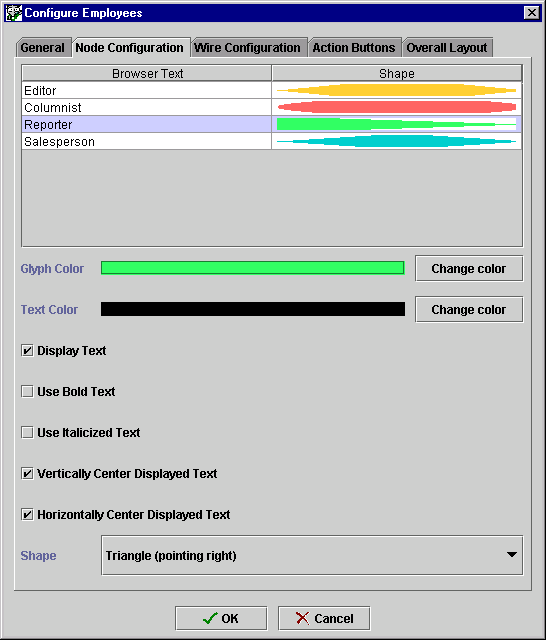 Configure Employees
General Node Configuration Wire Configuration Action Buttons Overall Layout
Browser Text Shape
Editor
Columnist
Reporter
Salesperson
Glyph Color Change color
Text Color Change color
Display Text
Use Bold Text
Use Italicized Text
Vertically Center Displayed Text
Horizontally Center Displayed Text
Shape Triangle (pointing right)
OK Cancel